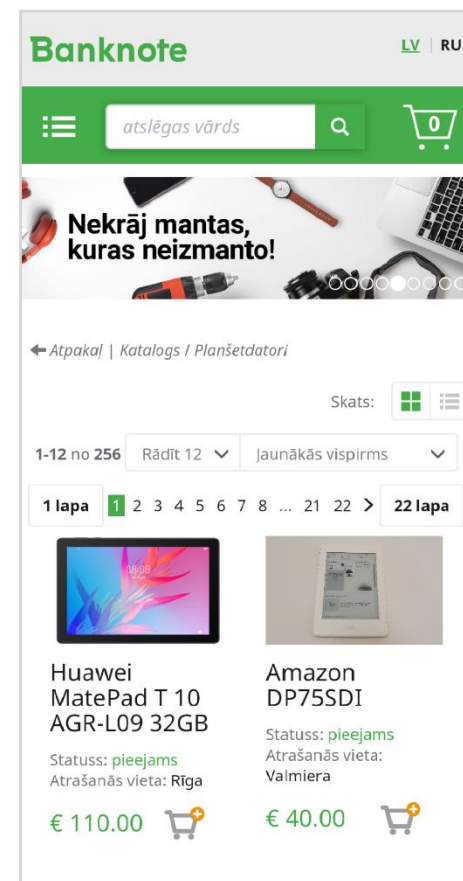 Banknote
LV | RU
atslēgas vārds
0
Nekrāj mantas,
kuras neizmanto!
Atpakaļ | Katalogs / Planšetdatori
Skats:
1-12 no 256 Rādīt 12 Jaunākās vispirms
1 lapa 1 2 3 4 5 6 7 8 ... 21 22 > 22 lapa
08:08
Huawei
MatePad T 10
AGR-L09 32GB
Statuss: pieejams
Atrašanās vieta: Rīga
€ 110.00
Amazon
DP75SDI
Statuss: pieejams
Atrašanās vieta:
Valmiera
€ 40.00